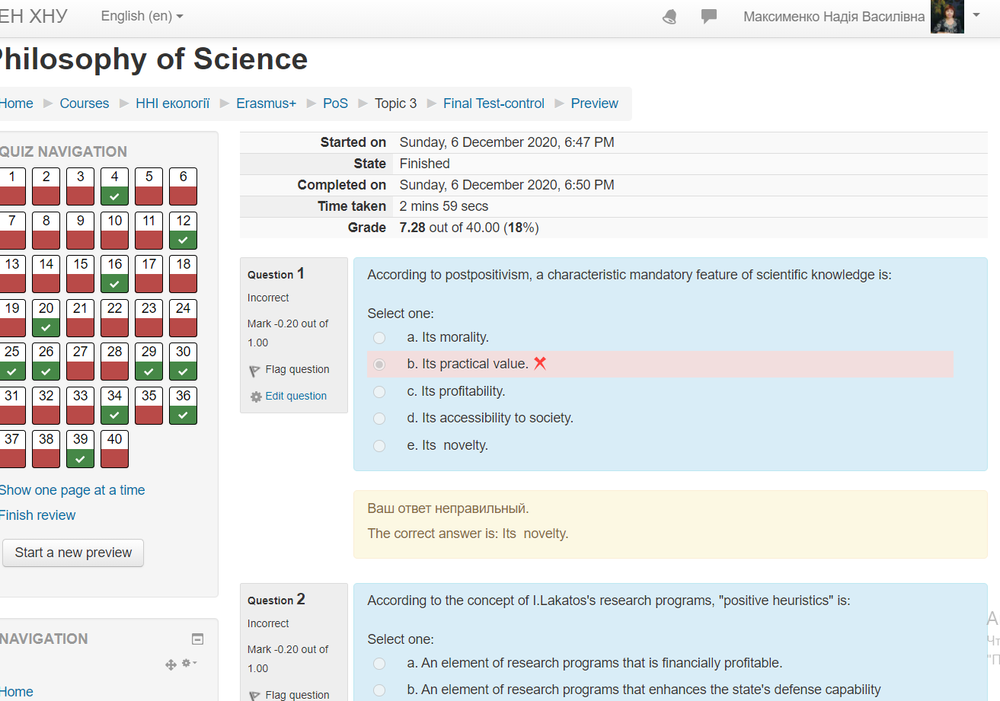 ЕН ХНУ English (en) Максименко Надія Василівна
Philosophy of Science
Home Courses ННІ екології Erasmus+ PoS Topic 3 Final Test-control Preview
QUIZ NAVIGATION
1 2 3 4 5 6
7 8 9 10 11 12
13 14 15 16 17 18
19 20 21 22 23 24
25 26 27 28 29 30
31 32 33 34 35 36
37 38 39 40
Show one page at a time
Finish review
Start a new preview
NAVIGATION
Home
Started on Sunday, 6 December 2020, 6:47 PM
State Finished
Completed on Sunday, 6 December 2020, 6:50 PM
Time taken 2 mins 59 secs
Grade 7.28 out of 40.00 (18%)
Question 1
Incorrect
Mark -0.20 out of
1.00
Flag question
Edit question
According to postpositivism, a characteristic mandatory feature of scientific knowledge is:
Select one:
a. Its morality.
b. Its practical value.
c. Its profitability.
d. Its accessibility to society.
e. Its novelty.
Ваш ответ неправильный.
The correct answer is: Its novelty.
Question 2
Incorrect
Mark -0.20 out of
1.00
Flag question
According to the concept of I.Lakatos's research programs, "positive heuristics" is:
Select one:
a. An element of research programs that is financially profitable.
b. An element of research programs that enhances the state's defense capability